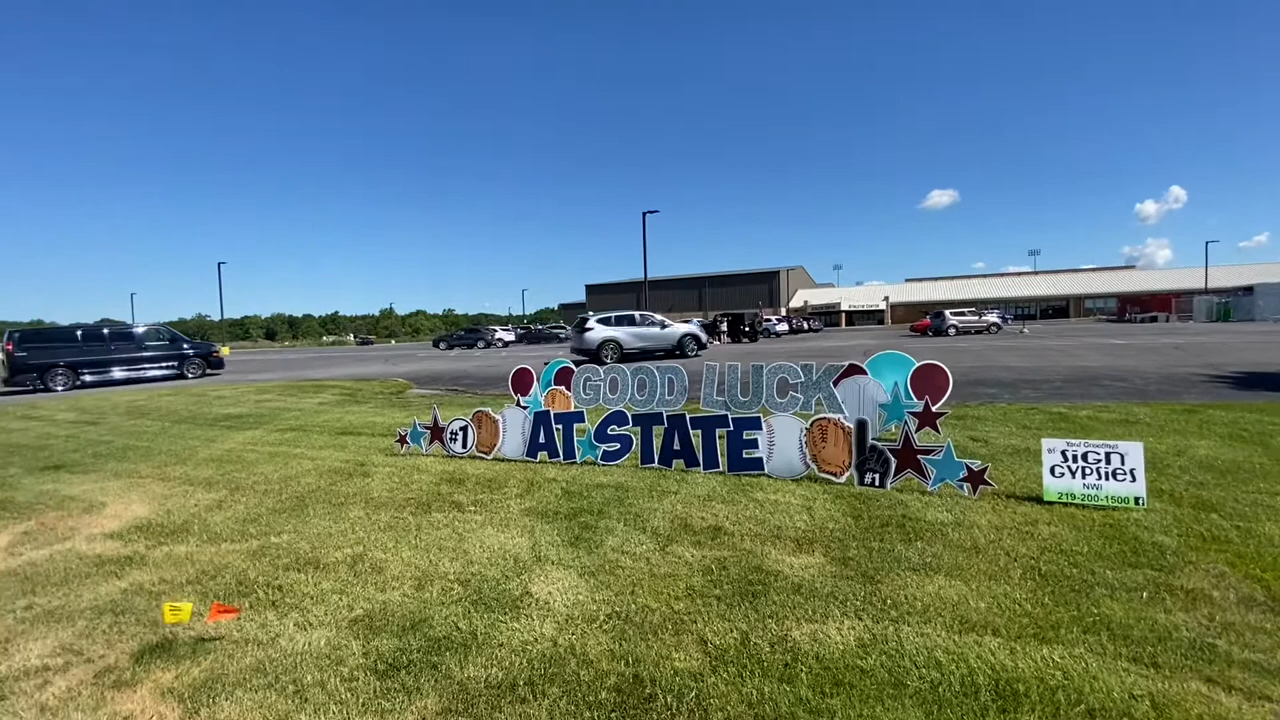 ATHLETIC CENTER
GOOD LUCK
AT STATE
#1
#1
Yard Greetings
BY
SiGN
GYPSieS
NWI
219-200-1500